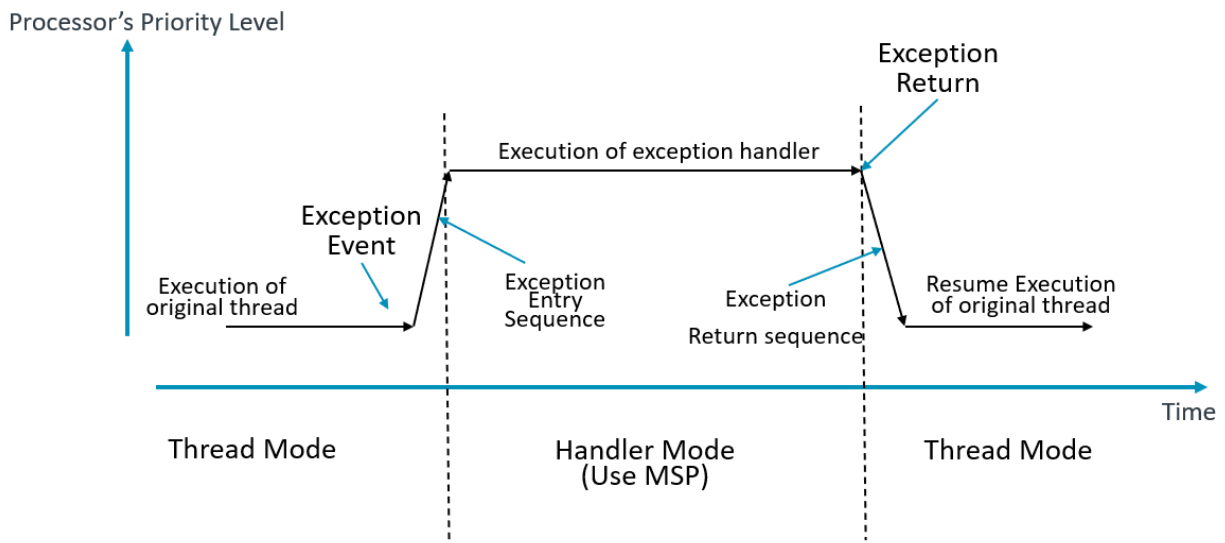 Processor's Priority Level
Exception
Return
Execution of exception handler
Exception
Event
Execution of
original thread
Exception
Entry
Sequence
Exception
Return sequence
Resume Execution
of original thread
Time
Thread Mode
Handler Mode
(Use MSP)
Thread Mode